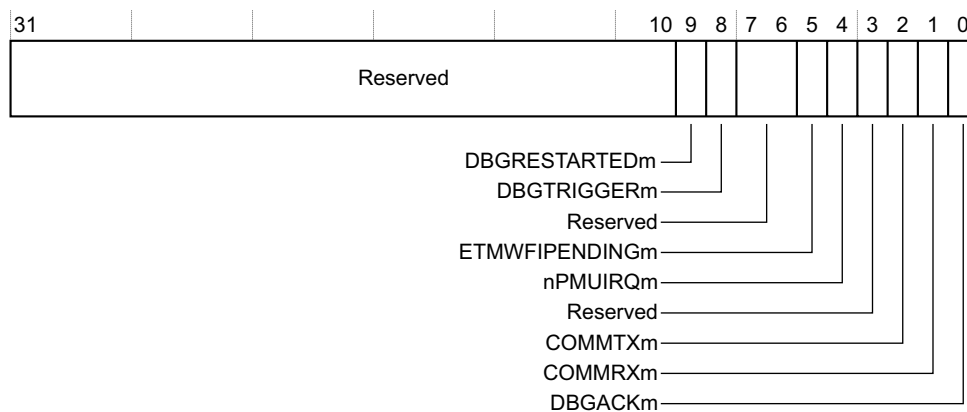 31 10 9 8 7 6 5 4 3 2 1 0
Reserved
DBGRESTARTEDm
DBGTRIGGERm
Reserved
ETMWFIPENDINGm
nPMUIRQm
Reserved
COMMTXm
COMMRXm
DBGACKm